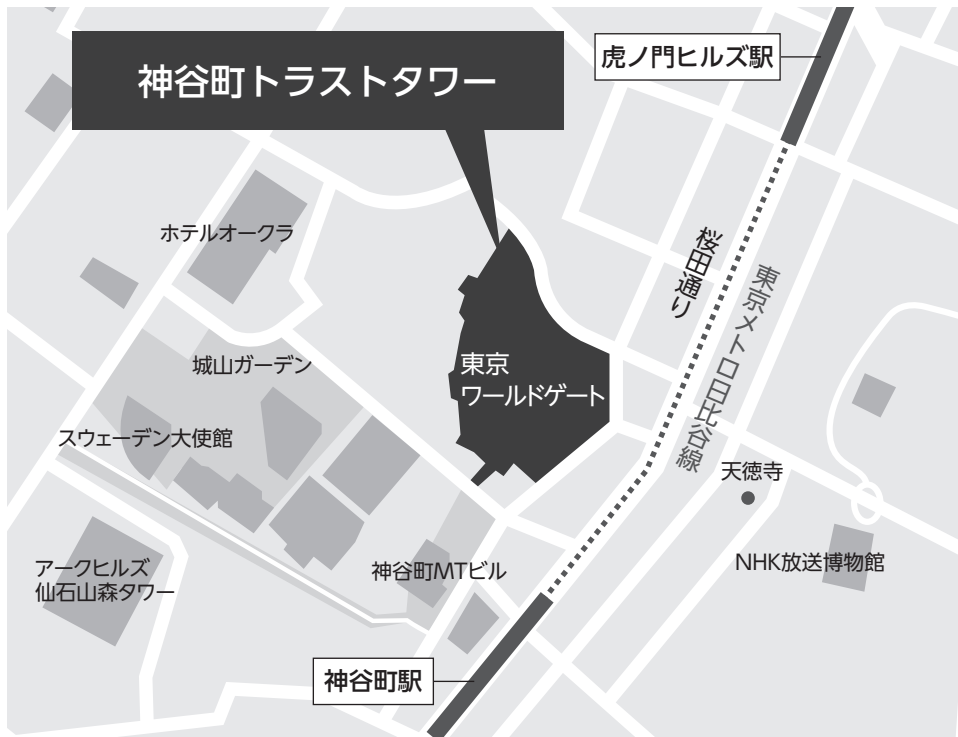 神谷町トラストタワー
虎ノ門ヒルズ駅
ホテルオークラ
桜田通り
東京メトロ日比谷線
城山ガーデン
東京
ワールドゲート
スウェーデン大使館
天徳寺
アークヒルズ
仙石山森タワー
神谷町MTビル
NHK放送博物館
神谷町駅